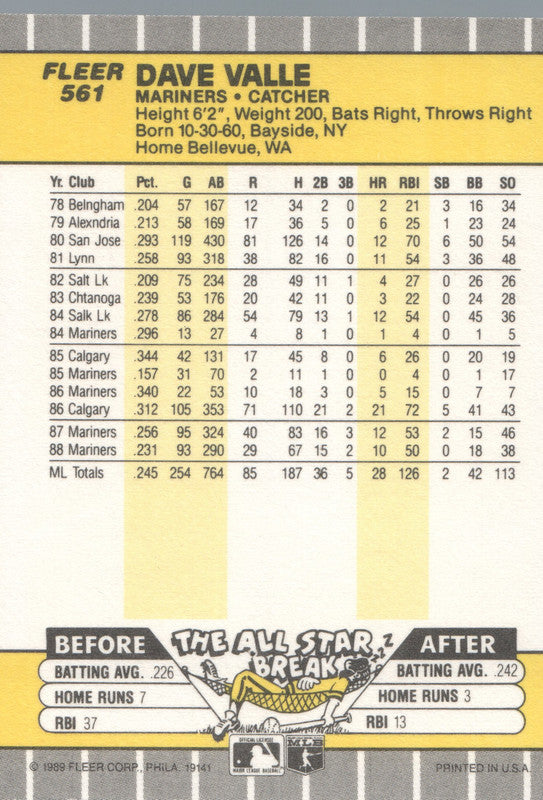 FLEER
561
DAVE VALLE
MARINERS • CATCHER
Height 6'2", Weight 200, Bats Right, Throws Right
Born 10-30-60, Bayside, NY
Home Bellevue, WA
Yr. Club Pct. G AB R H 2B 3B HR RBI SB BB SO
78 Belngham .204 57 167 12 34 2 0 2 21 3 16 34
79 Alexndria .213 58 169 17 36 5 0 6 25 1 23 24
80 San Jose .293 119 430 81 126 14 0 12 70 6 50 54
81 Lynn .258 93 318 38 82 16 0 11 54 3 36 48
82 Salt Lk .209 75 234 28 49 11 1 4 27 0 26 26
83 Chtanoga .239 53 176 20 42 11 0 3 22 0 24 28
84 Salk Lk .278 86 284 54 79 13 1 12 54 0 45 36
84 Mariners .296 13 27 4 8 1 0 1 4 0 1 5
85 Calgary .344 42 131 17 45 8 0 6 26 0 20 19
85 Mariners .157 31 70 2 11 1 0 0 4 0 1 17
86 Mariners .340 22 53 10 18 3 0 5 15 0 7 7
86 Calgary .312 105 353 71 110 21 2 21 72 5 41 43
87 Mariners .256 95 324 40 83 16 3 12 53 2 15 46
88 Mariners .231 93 290 29 67 15 2 10 50 0 18 38
ML Totals .245 254 764 85 187 36 5 28 126 2 42 113
BEFORE THE ALL STAR BREAK AFTER
ZZZ
BATTING AVG. .226
HOME RUNS 7
RBI 37
BATTING AVG. .242
HOME RUNS 3
RBI 13
OFFICIAL LICENSEE
MAJOR LEAGUE BASEBALL
MLB
© 1989 FLEER CORP., PHILA. 19141
PRINTED IN U.S.A.